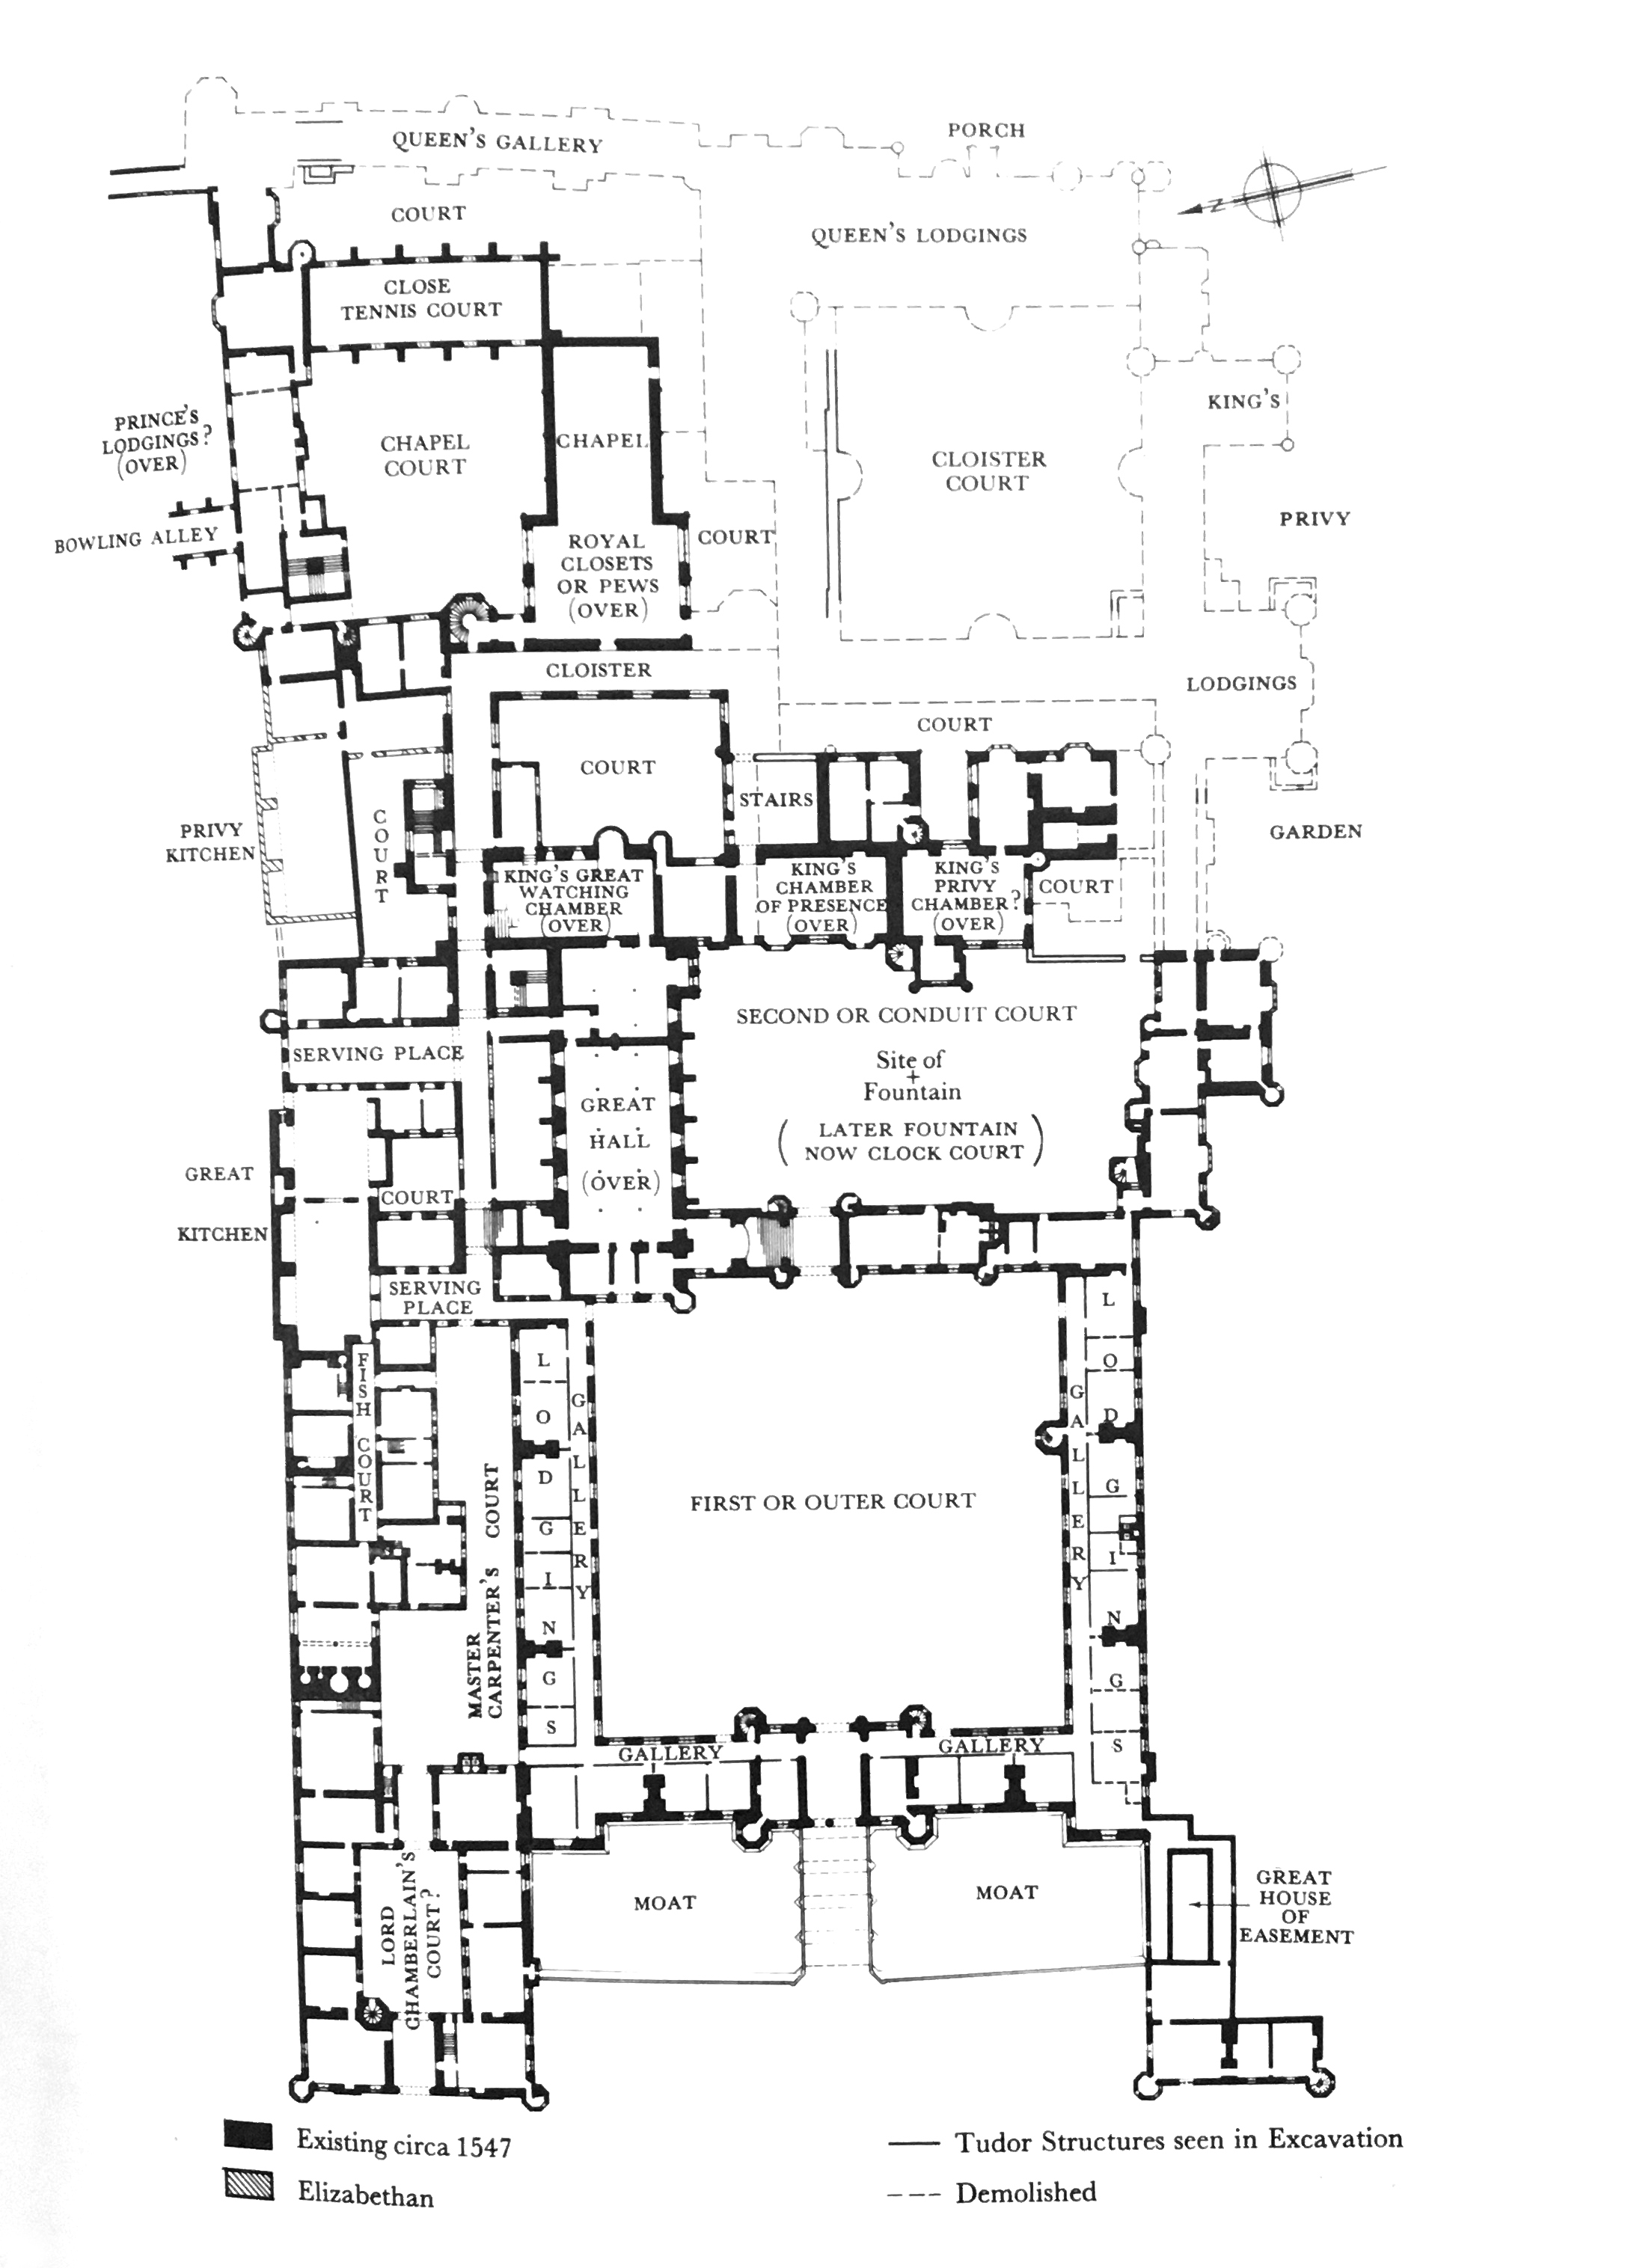 QUEEN'S GALLERY
PORCH
COURT
N
QUEEN'S LODGINGS
CLOSE
TENNIS COURT
PRINCE'S
LODGINGS?
(OVER)
CHAPEL
COURT
CHAPEL
CLOISTER
COURT
KING'S
PRIVY
LODGINGS
BOWLING ALLEY
ROYAL
CLOSETS
OR PEWS
(OVER)
COURT
CLOISTER
COURT
COURT
STAIRS
PRIVY
KITCHEN
COURT
GARDEN
KING'S GREAT
WATCHING
CHAMBER
(OVER)
KING'S
CHAMBER
OF PRESENCE
(OVER)
KING'S
PRIVY
CHAMBER?
(OVER)
COURT
SERVING PLACE
SECOND OR CONDUIT COURT
Site of
+
Fountain
(LATER FOUNTAIN
NOW CLOCK COURT)
GREAT
HALL
(OVER)
GREAT
KITCHEN
COURT
SERVING
PLACE
FISH COURT
MASTER
CARPENTER'S COURT
LODGINGS
GALLERY
FIRST OR OUTER COURT
GALLERY
LODGINGS
GALLERY
GALLERY
LORD
CHAMBERLAIN'S
COURT?
MOAT
MOAT
GREAT
HOUSE
OF
EASEMENT
Existing circa 1547
Elizabethan
Tudor Structures seen in Excavation
Demolished